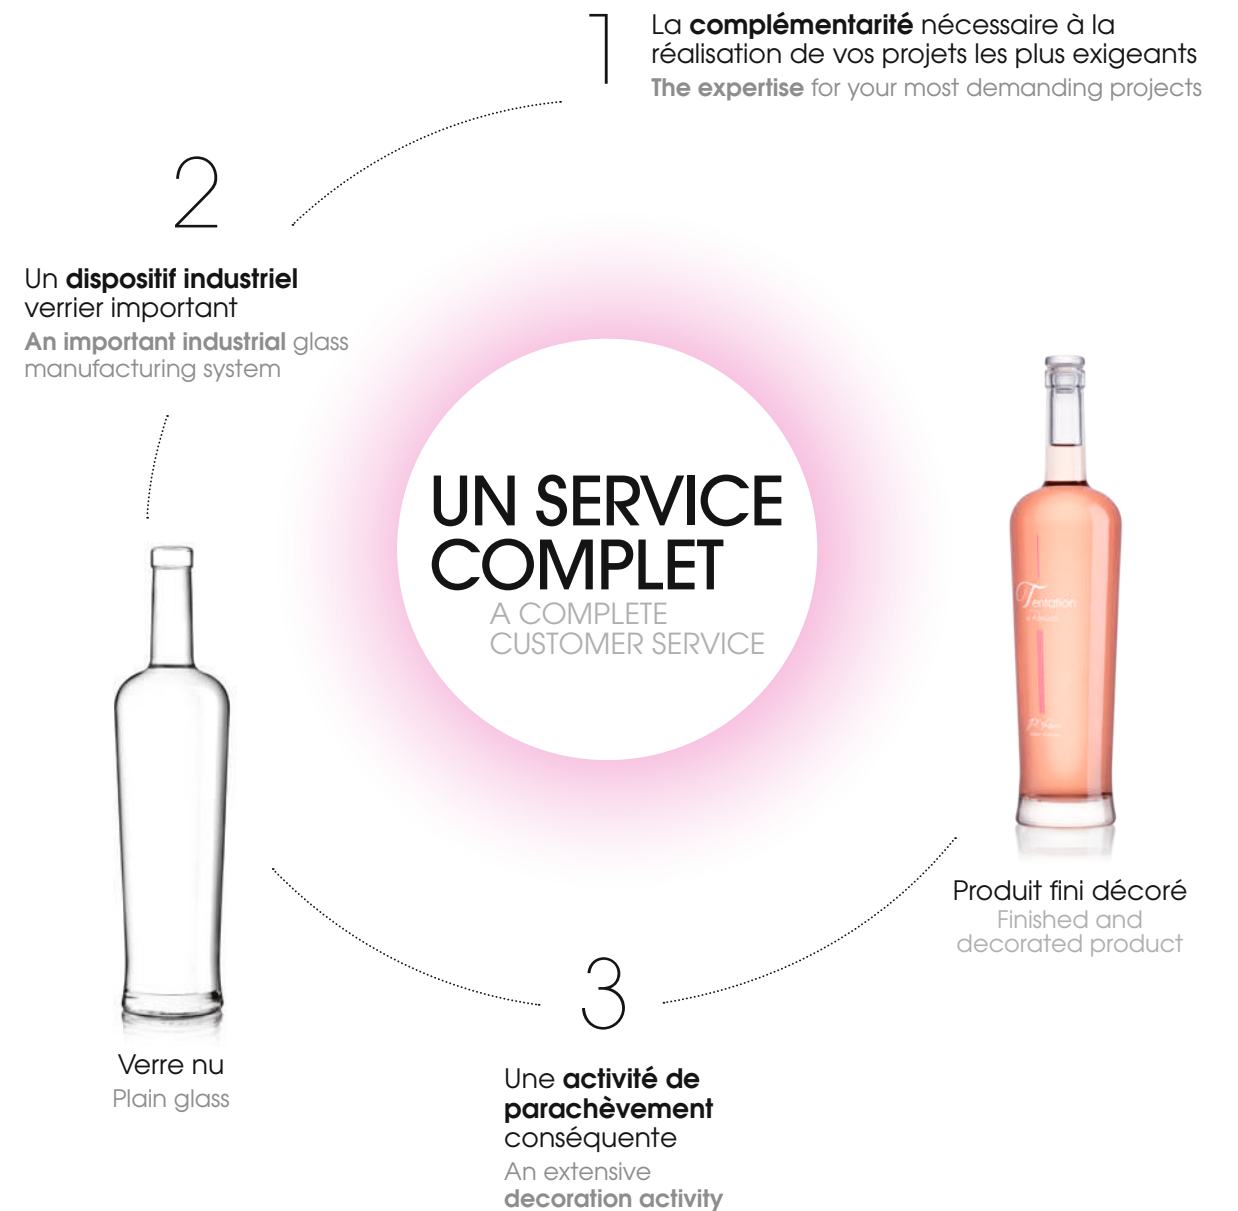 1
La complémentarité nécessaire à la
réalisation de vos projets les plus exigeants
The expertise for your most demanding projects
2
Un dispositif industriel
verrier important
An important industrial glass
manufacturing system
UN SERVICE
COMPLET
A COMPLETE
CUSTOMER SERVICE
Verre nu
Plain glass
3
Une activité de
parachèvement
conséquente
An extensive
decoration activity
Tentation
Produit fini décoré
Finished and
decorated product